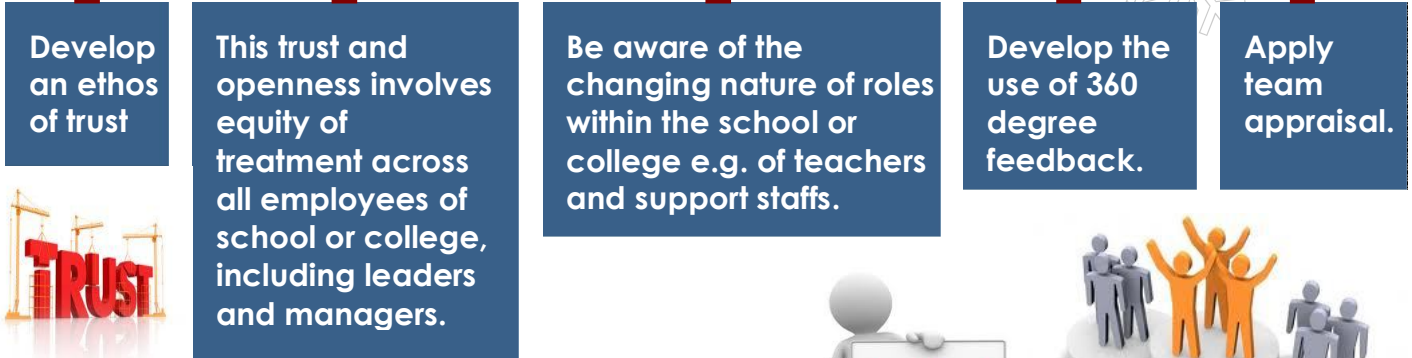 Develop
an ethos
of trust
This trust and
openness involves
equity of
treatment across
all employees of
school or college,
including leaders
and managers.
Be aware of the
changing nature of roles
within the school or
college e.g. of teachers
and support staffs.
Develop the
use of 360
degree
feedback.
Apply
team
appraisal.
TRUST